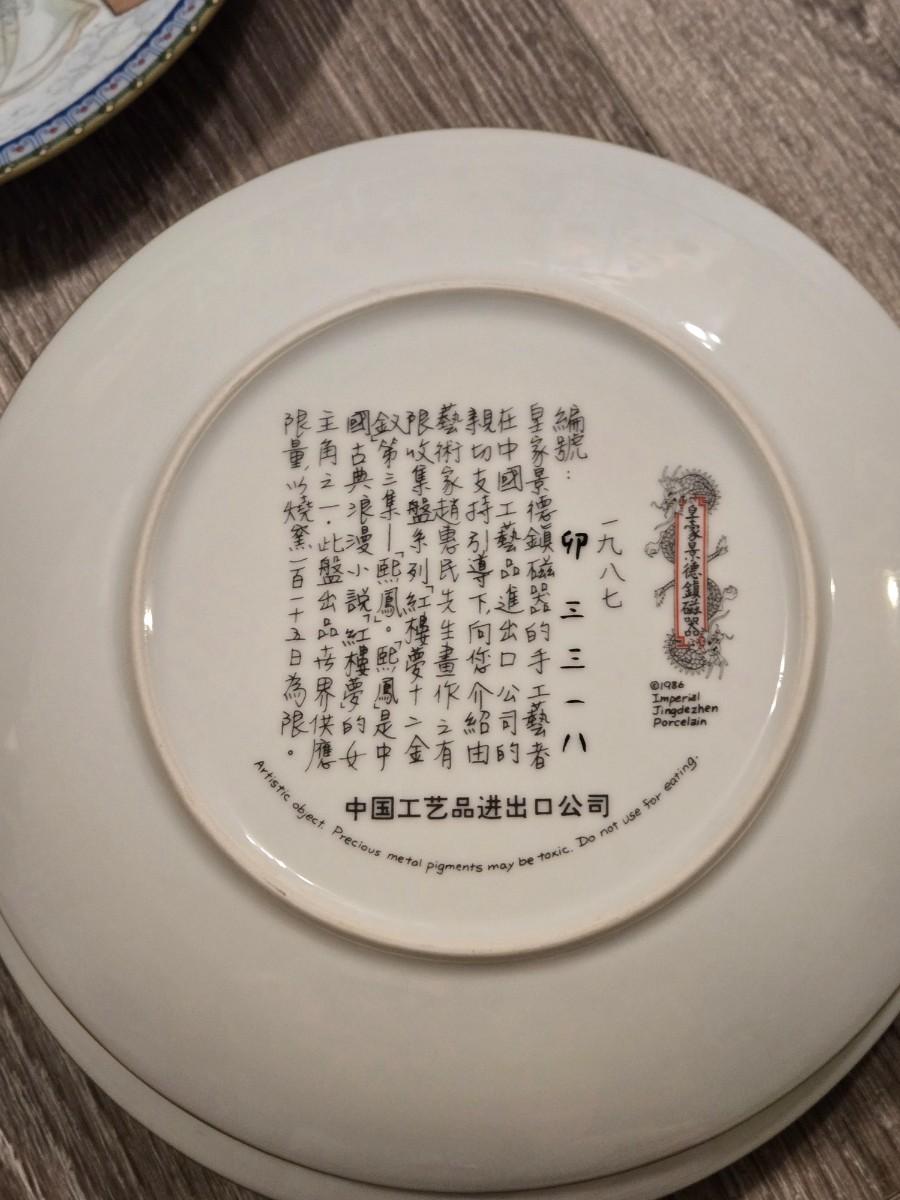 皇家景德鎮磁器
©1986
Imperial
Jingdezhen
Porcelain
一九八七
編號： 卯三三一八
皇家景德鎮磁器的手工藝者
在中國工藝品進出口公司的
親切支持引導下，向您介紹由
藝術家趙惠民先生畫作之有
限收集盤系列「紅樓夢十二金
釵」第三集—「熙鳳」。「熙鳳」是中
國古典浪漫小說「紅樓夢」的女
主角之一．此盤出品世界供應
限量，以燒窯一百一十五日為限。
中国工艺品进出口公司
Artistic object. Precious metal pigments may be toxic. Do not use for eating.